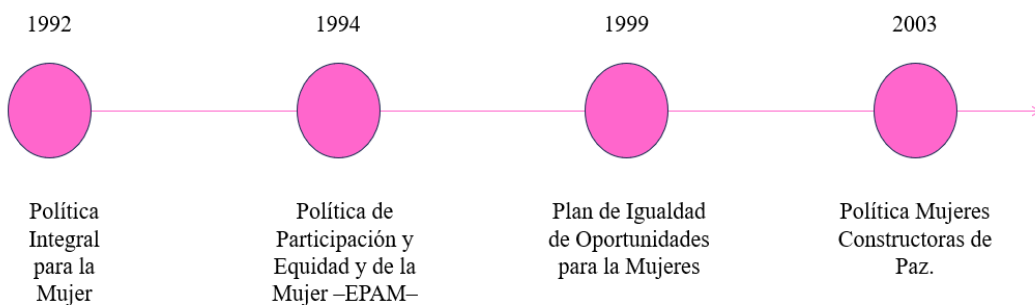 1992
1994
1999
2003
Política
Integral
para la
Mujer
Política de
Participación y
Equidad y de la
Mujer –EPAM–
Plan de Igualdad
de Oportunidades
para la Mujeres
Política Mujeres
Constructoras de
Paz.